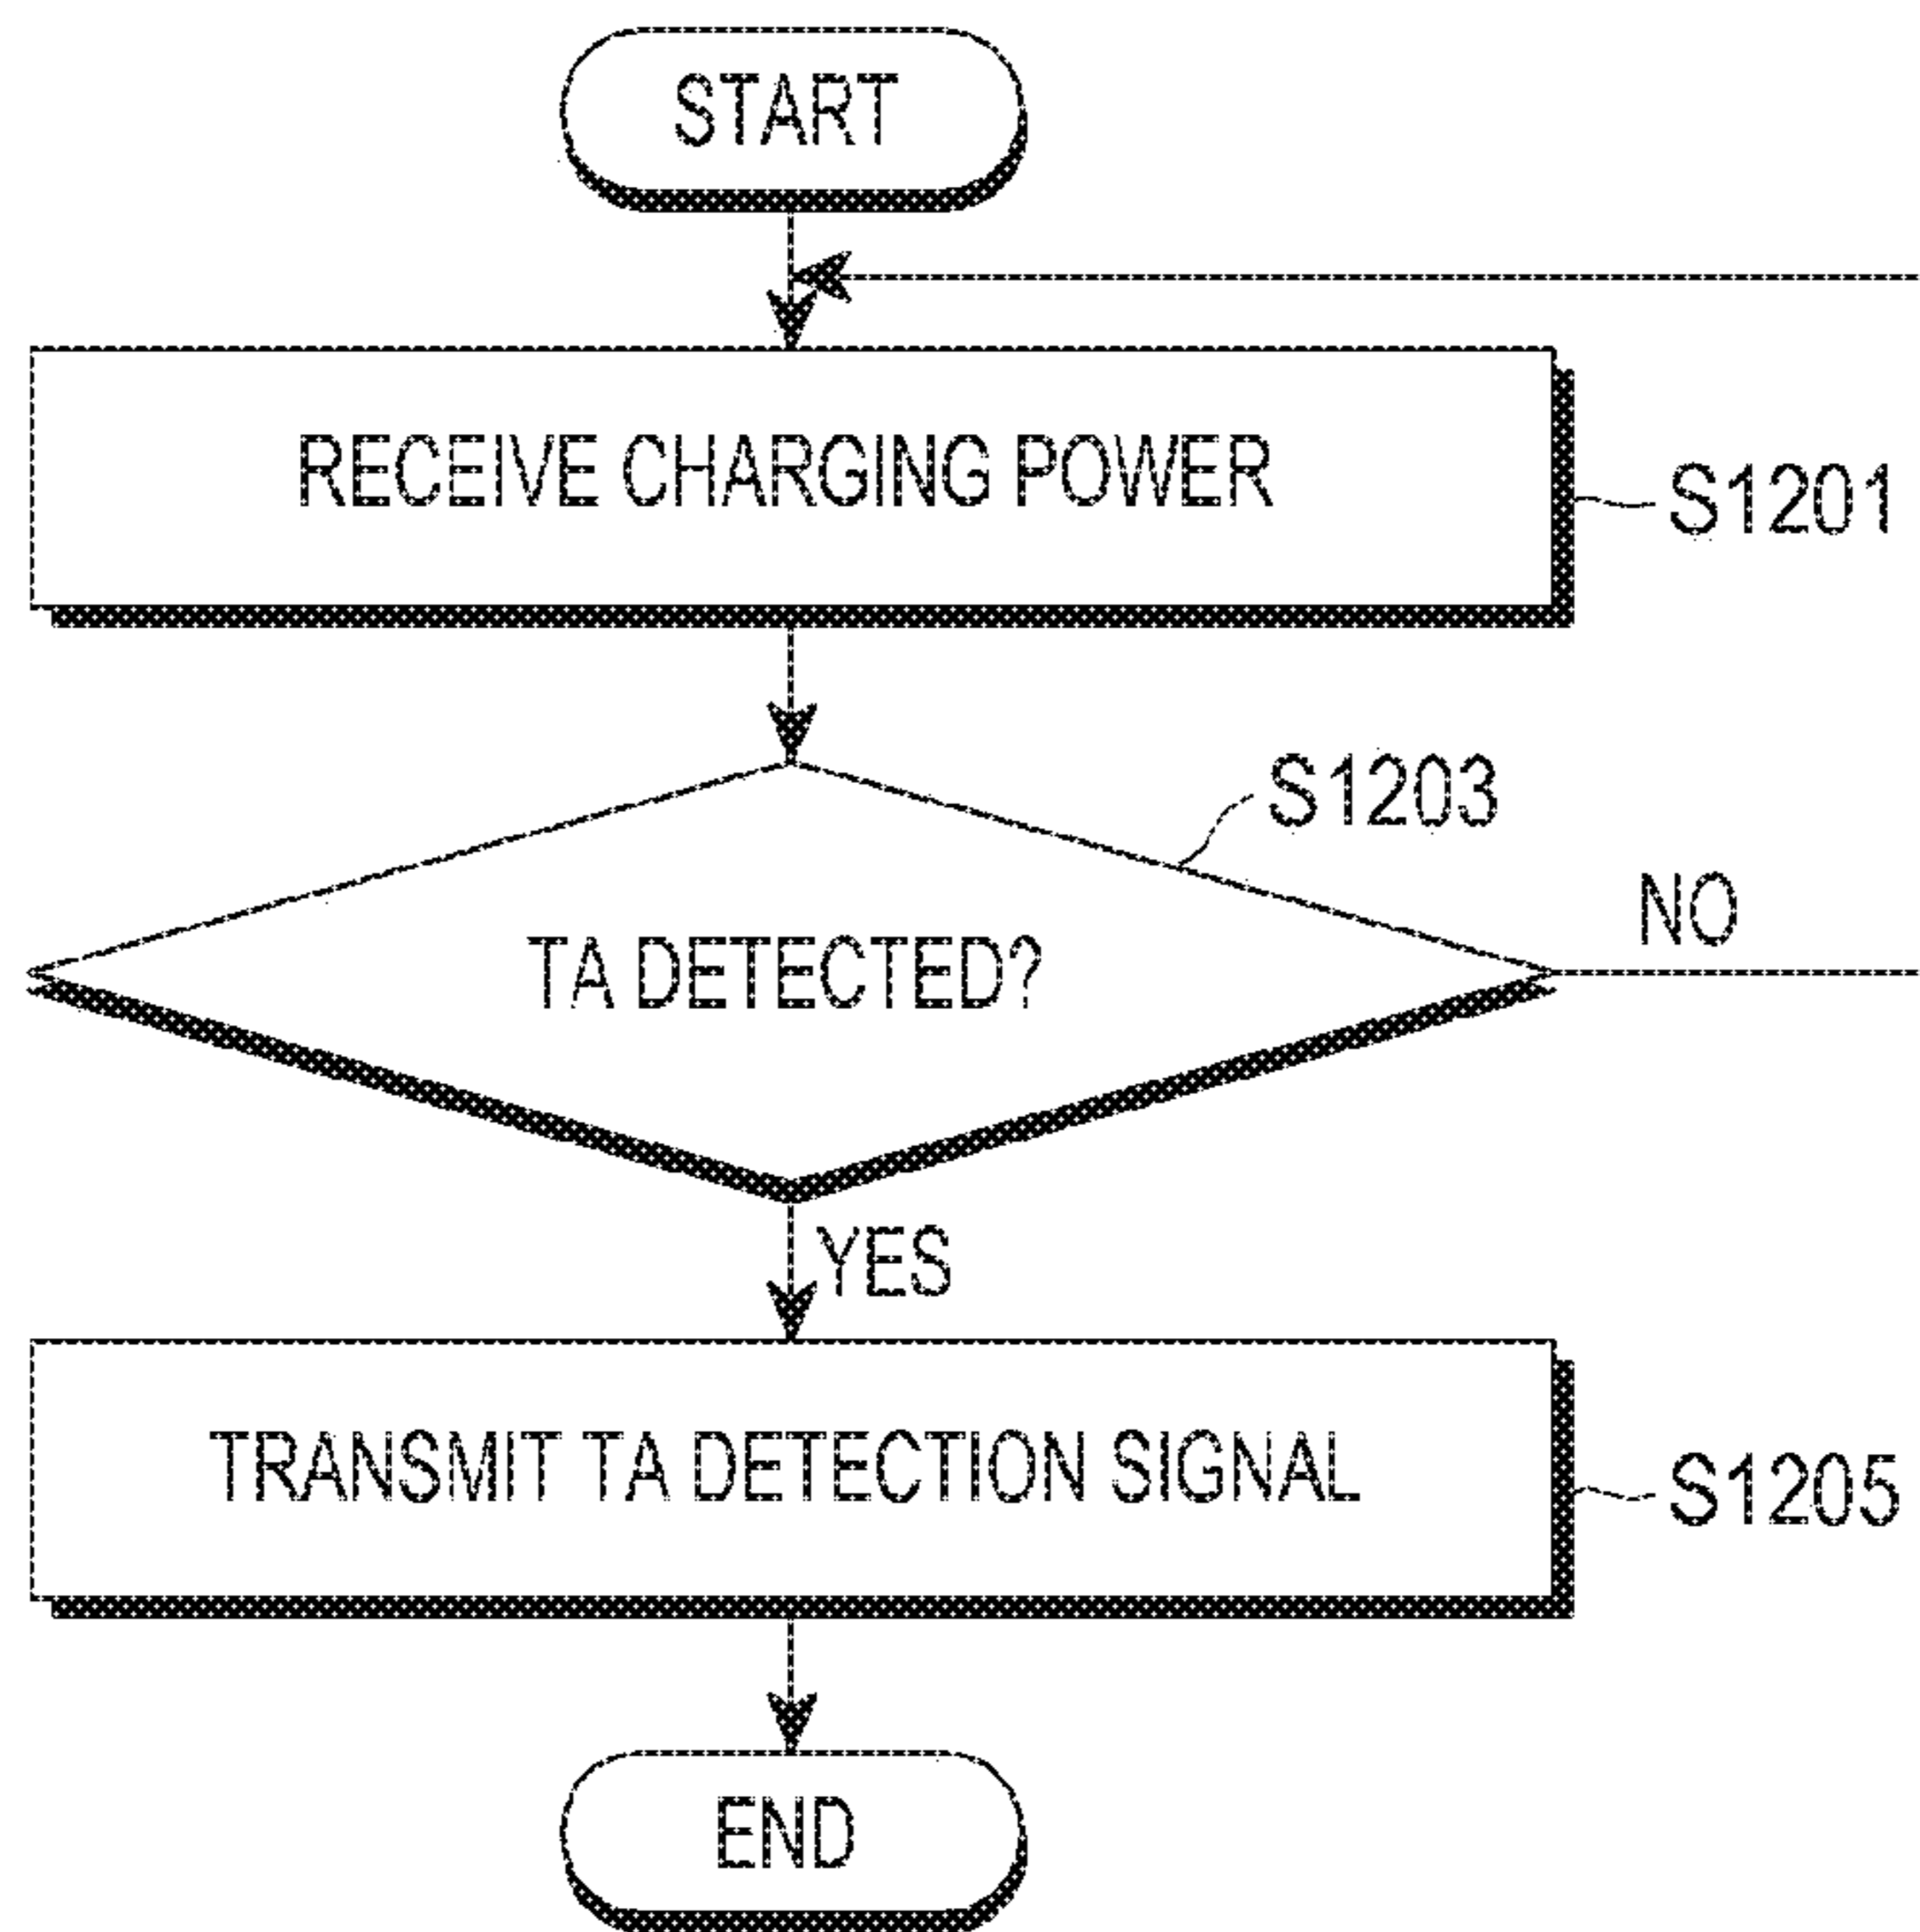 START
RECEIVE CHARGING POWER
S1201
S1203
TA DETECTED?
NO
YES
TRANSMIT TA DETECTION SIGNAL
S1205
END